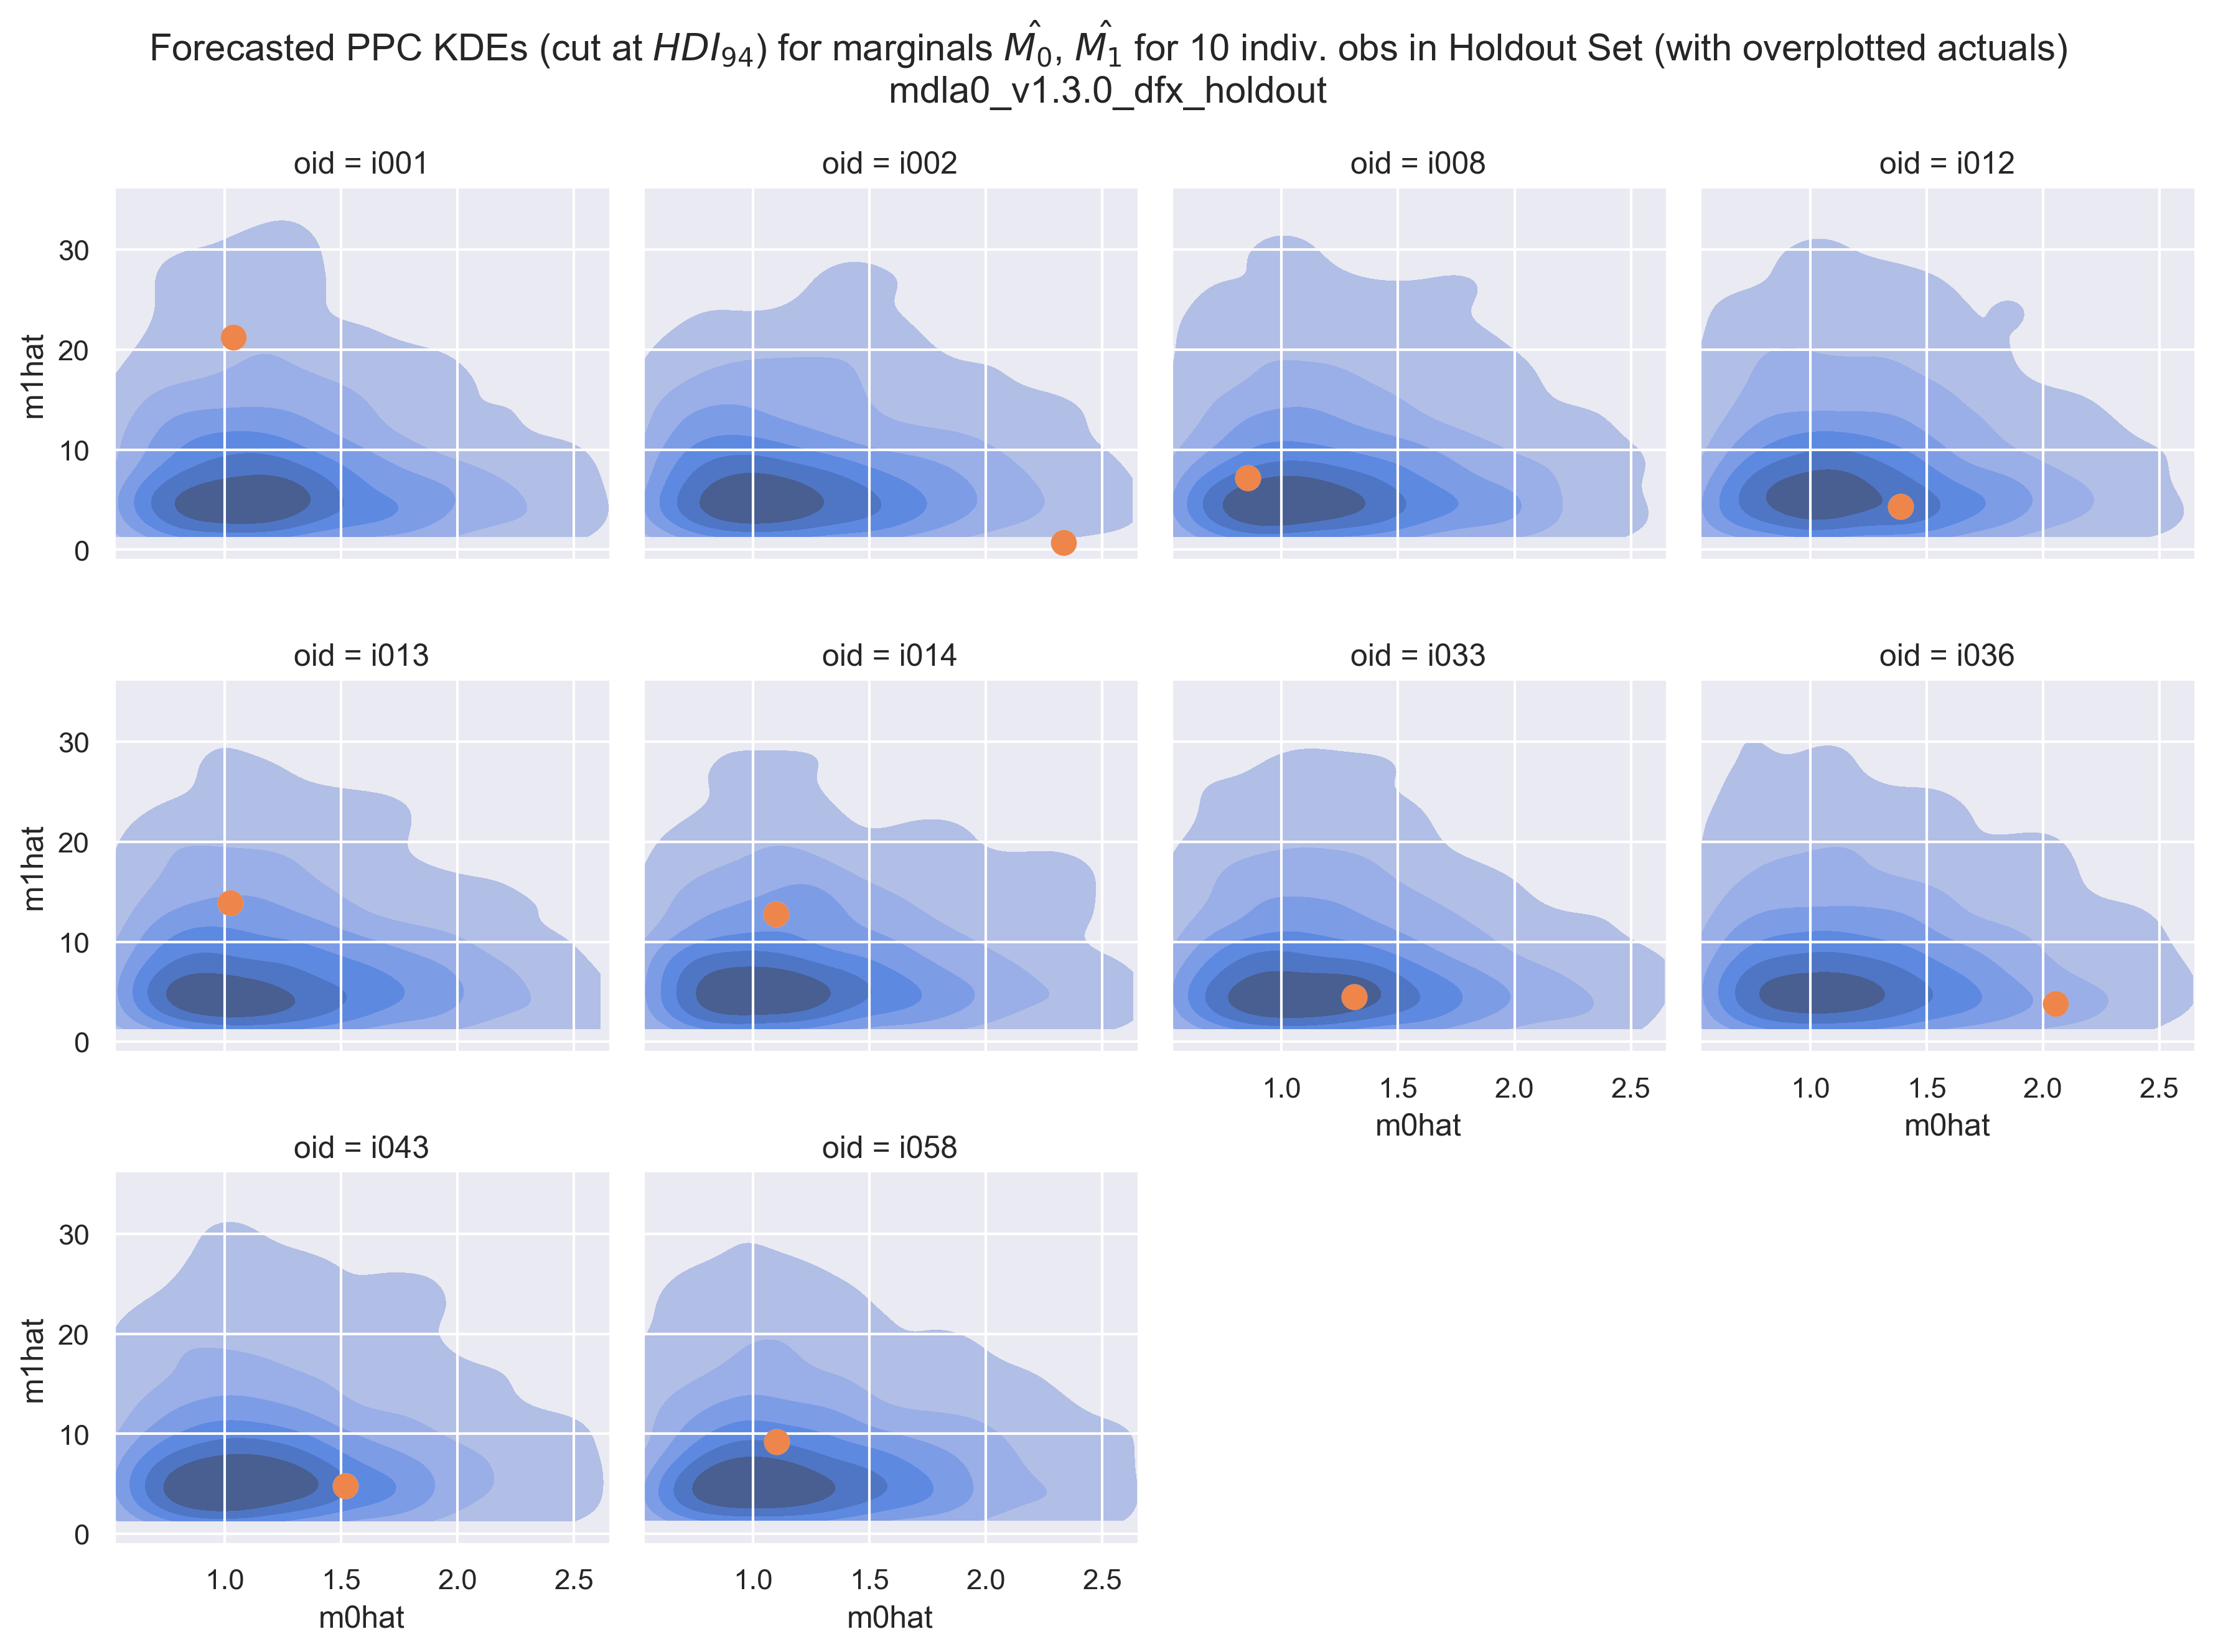 Forecasted PPC KDEs (cut at HDI₉₄) for marginals M̂₀, M̂₁ for 10 indiv. obs in Holdout Set (with overplotted actuals)
mdla0_v1.3.0_dfx_holdout
oid = i001
oid = i002
oid = i008
oid = i012
30
20
10
0
m1hat
oid = i013
oid = i014
oid = i033
oid = i036
30
20
10
0
m1hat
1.0 1.5 2.0 2.5
m0hat
1.0 1.5 2.0 2.5
m0hat
oid = i043
oid = i058
30
20
10
0
m1hat
1.0 1.5 2.0 2.5
m0hat
1.0 1.5 2.0 2.5
m0hat